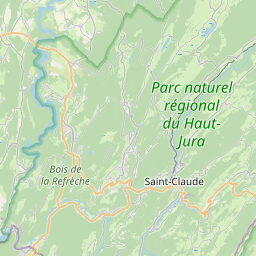 Parc naturel
régional
du Haut-
Jura
Bois de
la Refrêche
Saint-Claude